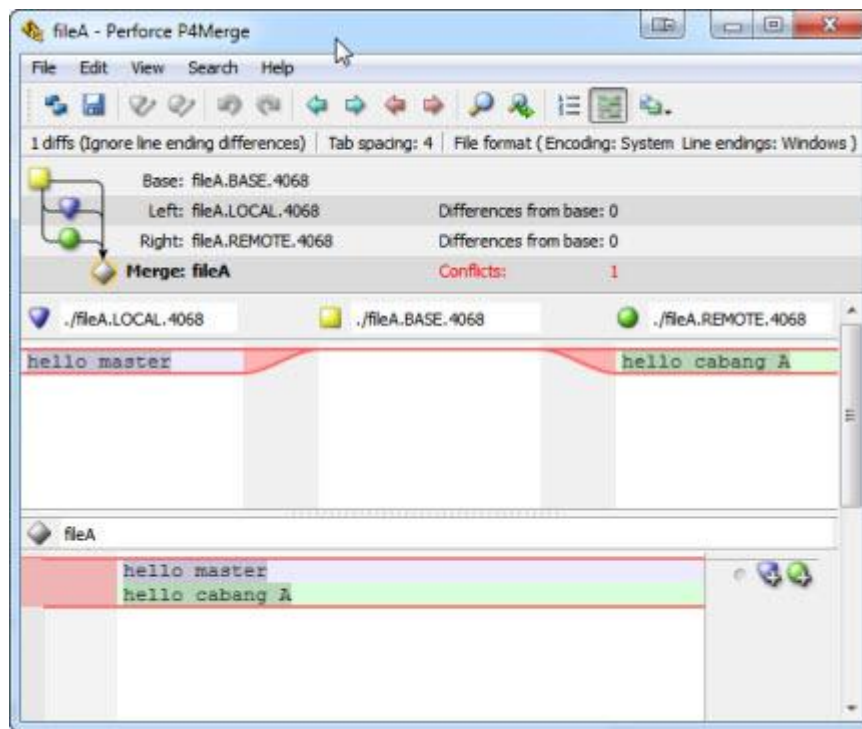 fileA - Perforce P4Merge
File Edit View Search Help
1 diffs (Ignore line ending differences) Tab spacing: 4 File format ( Encoding: System Line endings: Windows )
Base: fileA.BASE.4068
Left: fileA.LOCAL.4068 Differences from base: 0
Right: fileA.REMOTE.4068 Differences from base: 0
Merge: fileA Conflicts: 1
./fileA.LOCAL.4068 ./fileA.BASE.4068 ./fileA.REMOTE.4068
hello master hello cabang A
fileA
hello master
hello cabang A